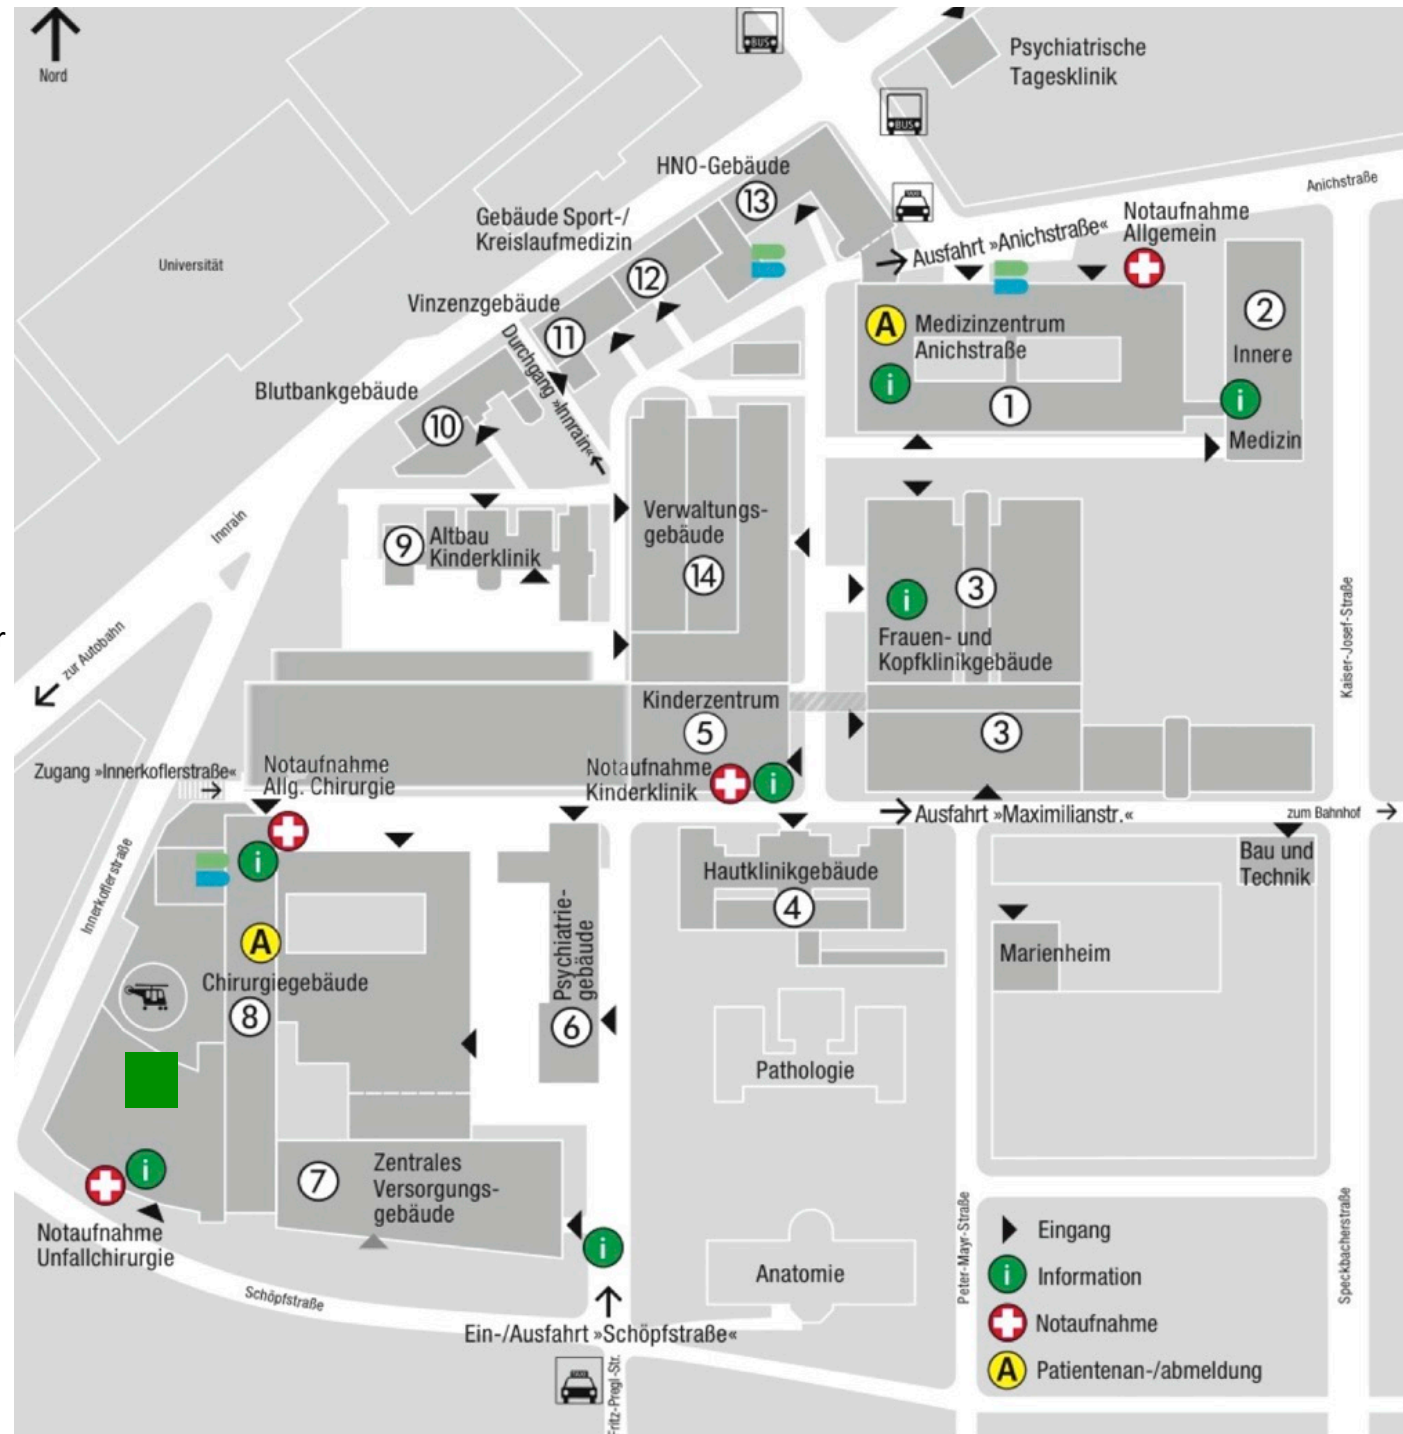 Nord
BUS
BUS
Psychiatrische
Tagesklinik
HNO-Gebäude
13
Gebäude Sport-/
Kreislaufmedizin
12
Universität
Anichstraße
Notaufnahme
Allgemein
Ausfahrt »Anichstraße«
Vinzenzgebäude
11
Durchgang »Innrain«
A
Medizinzentrum
Anichstraße
i
1
2
Innere
i
Medizin
Blutbankgebäude
10
Innrain
9
Altbau
Kinderklinik
Verwaltungs-
gebäude
14
i
3
Frauen- und
Kopfklinikgebäude
Kaiser-Josef-Straße
r
zur Autobahn
Kinderzentrum
5
3
Zugang »Innerkoflerstraße«
Notaufnahme
Allg. Chirurgie
Notaufnahme
Kinderklinik
i
Ausfahrt »Maximilianstr.«
zum Bahnhof
Innerkoflerstraße
i
Bau und
Technik
Hautklinikgebäude
4
A
Chirurgiegebäude
8
Psychiatrie-
gebäude
6
Marienheim
Pathologie
i
Notaufnahme
Unfallchirurgie
7
Zentrales
Versorgungs-
gebäude
i
Schöpfstraße
Anatomie
Ein-/Ausfahrt »Schöpfstraße«
Fritz-Pregl-Str.
Peter-Mayr-Straße
Speckbacherstraße
Eingang
i
Information
Notaufnahme
A
Patientenan-/abmeldung